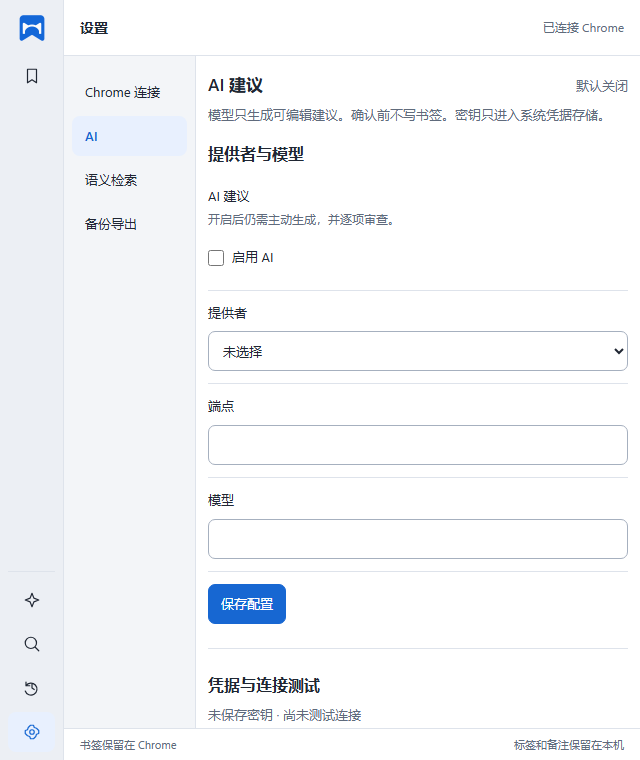 设置
已连接 Chrome
Chrome 连接
AI
语义检索
备份导出
AI 建议
默认关闭
模型只生成可编辑建议。确认前不写书签。密钥只进入系统凭据存储。
提供者与模型
AI 建议
开启后仍需主动生成，并逐项审查。
启用 AI
提供者
未选择
端点
模型
保存配置
凭据与连接测试
未保存密钥 · 尚未测试连接
书签保留在 Chrome
标签和备注保留在本机